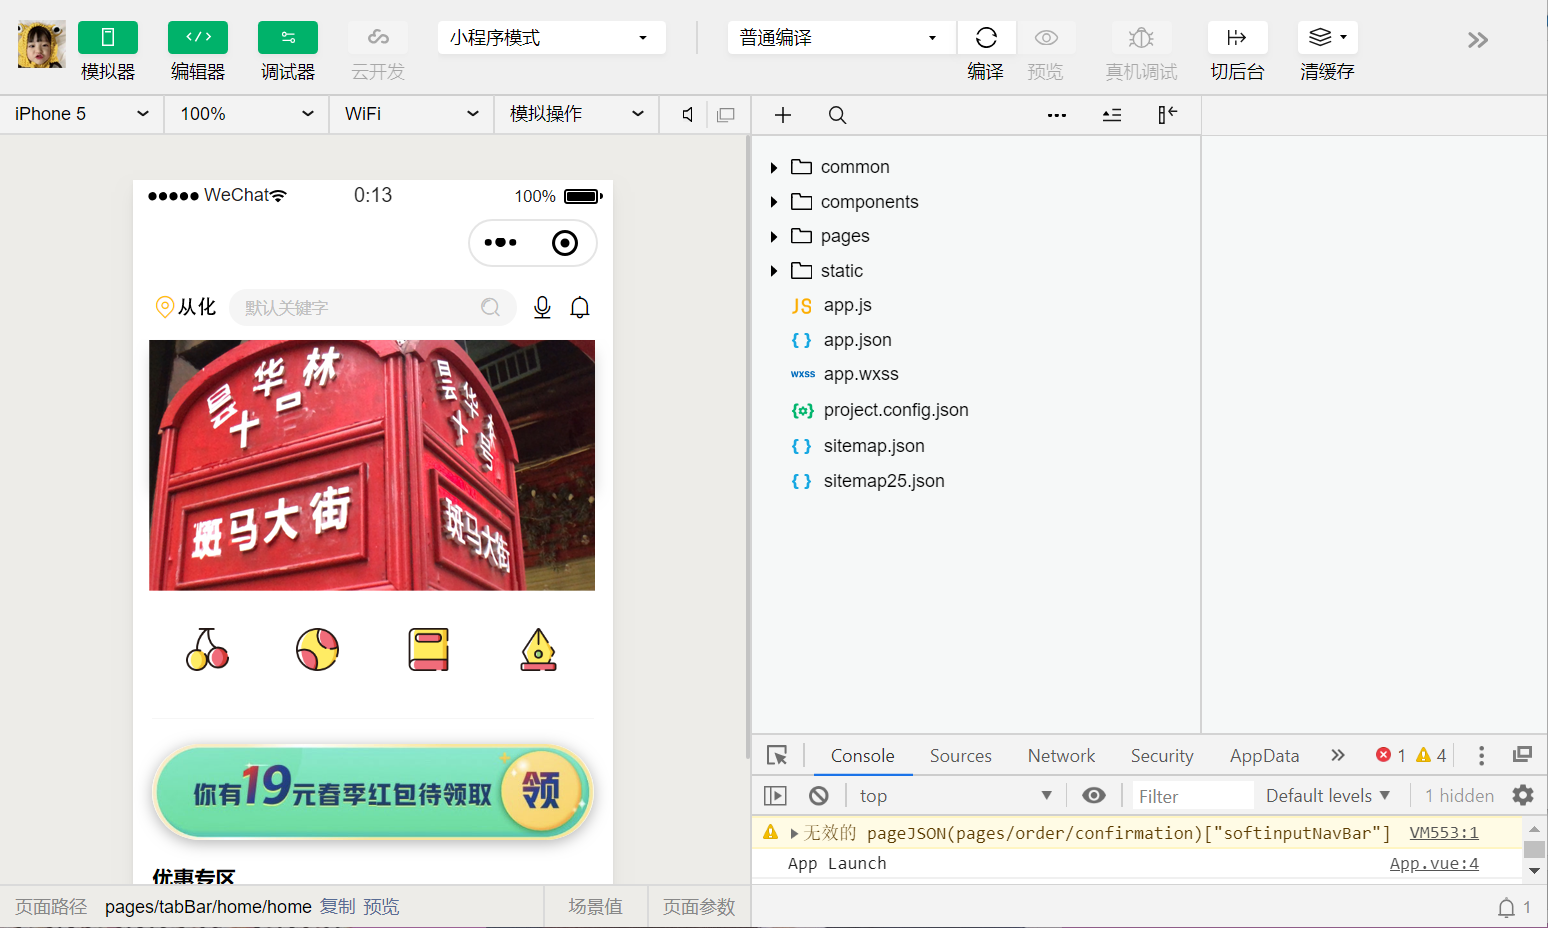 小程序模式
普通编译
模拟器
编辑器
调试器
云开发
编译
预览
真机调试
切后台
清缓存
iPhone 5
100%
WiFi
模拟操作
WeChat
0:13
100%
从化
默认关键字
昙华林
十
斑马大街
斑马大街
你有19元春季红包待领取
领
优惠专区
页面路径
pages/tabBar/home/home
复制
预览
场景值
页面参数
common
components
pages
static
JS app.js
{ } app.json
wxss app.wxss
project.config.json
{ } sitemap.json
{ } sitemap25.json
Console
Sources
Network
Security
AppData
1
4
top
Filter
Default levels
1 hidden
无效的 pageJSON(pages/order/confirmation)["softinputNavBar"]
VM553:1
App Launch
App.vue:4
1